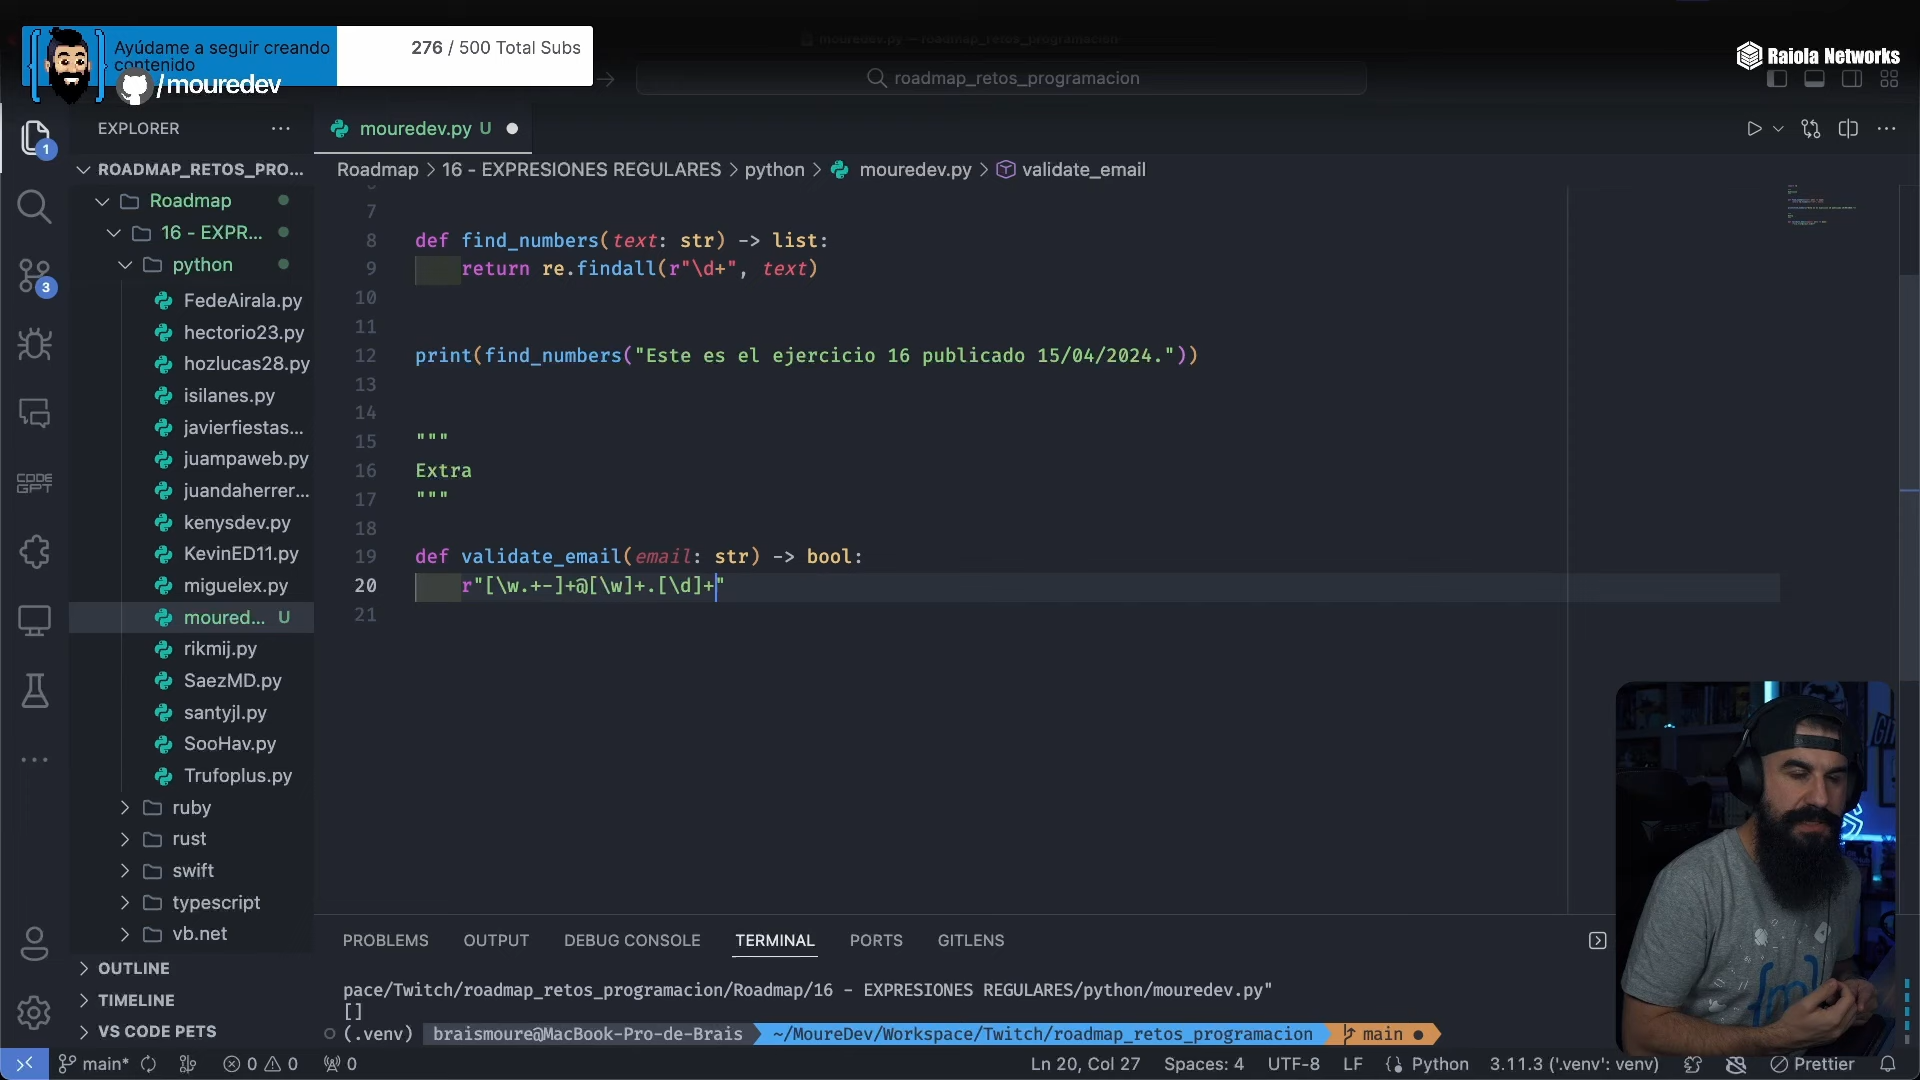 Ayúdame a seguir creando
contenido
/mouredev
276 / 500 Total Subs
roadmap_retos_programacion
Raiola Networks
EXPLORER
mouredev.py U
ROADMAP_RETOS_PRO...
Roadmap > 16 - EXPRESIONES REGULARES > python > mouredev.py > validate_email
Roadmap
16 - EXPR...
python
FedeAirala.py
hectorio23.py
hozlucas28.py
isilanes.py
javierfiestas...
juampaweb.py
juandaherrer...
kenysdev.py
KevinED11.py
miguelex.py
moured... U
rikmij.py
SaezMD.py
santyjl.py
SooHav.py
Trufoplus.py
ruby
rust
swift
typescript
vb.net
OUTLINE
TIMELINE
VS CODE PETS
1
3
CODE
GPT
7
8 def find_numbers(text: str) -> list:
9 return re.findall(r"\d+", text)
10
11
12 print(find_numbers("Este es el ejercicio 16 publicado 15/04/2024."))
13
14
15 """
16 Extra
17 """
18
19 def validate_email(email: str) -> bool:
20 r"[\w.+-]+@[\w]+.[\d]+"
21
PROBLEMS OUTPUT DEBUG CONSOLE TERMINAL PORTS GITLENS
pace/Twitch/roadmap_retos_programacion/Roadmap/16 - EXPRESIONES REGULARES/python/mouredev.py"
[]
(.venv) braismoure@MacBook-Pro-de-Brais ~/MoureDev/Workspace/Twitch/roadmap_retos_programacion main
main* 0 0 0 Ln 20, Col 27 Spaces: 4 UTF-8 LF Python 3.11.3 ('.venv': venv) Prettier